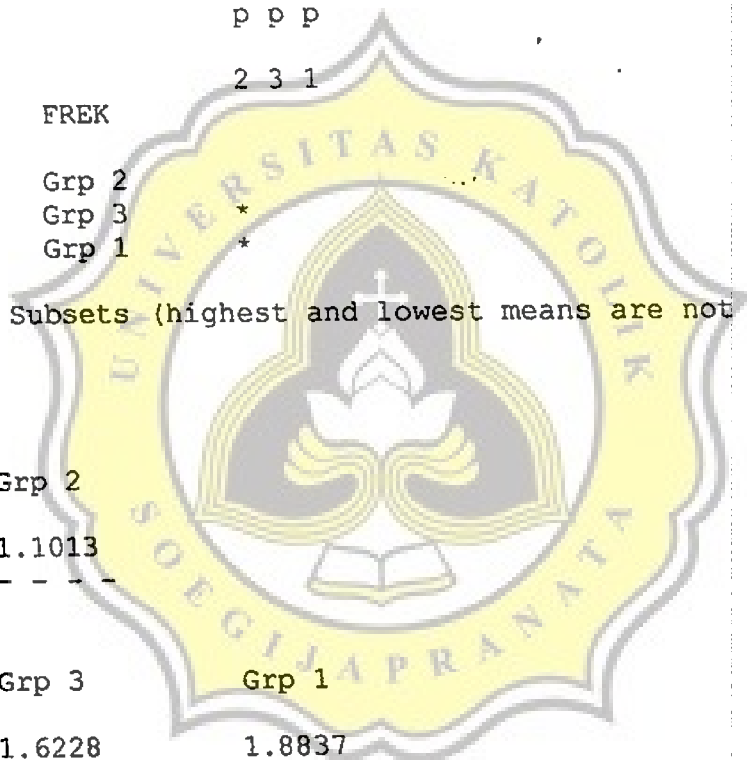 p p p
2 3 1
FREK
Grp 2
Grp 3 *
Grp 1 *
Subsets (highest and lowest means are not
Grp 2
1.1013
- - - -
Grp 3 Grp 1
1.6228 1.8837
UNIVERSITAS KATOLIK
SOEGIJAPRANATA